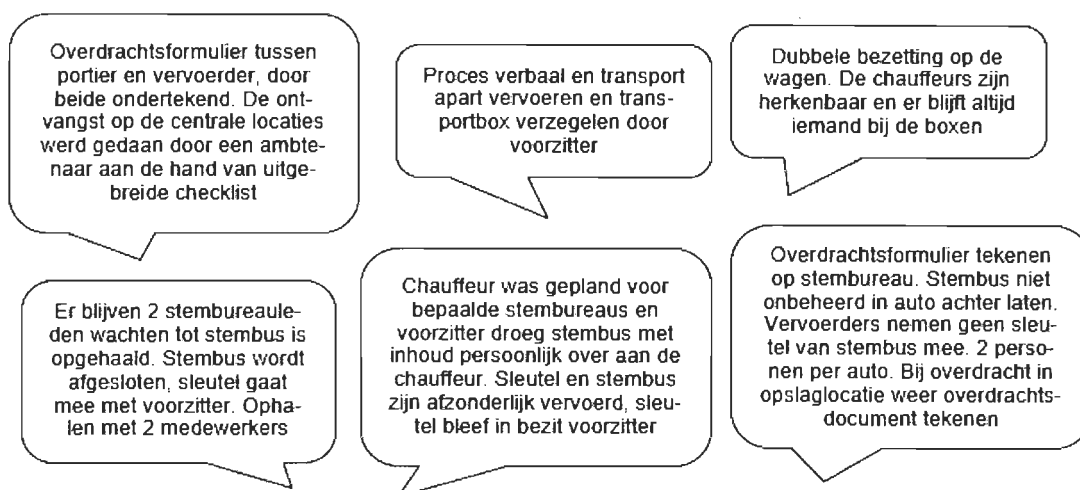 Overdrachtsformulier tussen
portier en vervoerder, door
beide ondertekend. De ont-
vangst op de centrale locaties
werd gedaan door een ambte-
naar aan de hand van uitge-
breide checklist
Proces verbaal en transport
apart vervoeren en trans-
portbox verzegelen door
voorzitter
Dubbele bezetting op de
wagen. De chauffeurs zijn
herkenbaar en er blijft altijd
iemand bij de boxen
Er blijven 2 stembureaule-
den wachten tot stembus is
opgehaald. Stembus wordt
afgesloten, sleutel gaat
mee met voorzitter. Opha-
len met 2 medewerkers
Chauffeur was gepland voor
bepaalde stembureaus en
voorzitter droeg stembus met
inhoud persoonlijk over aan de
chauffeur. Sleutel en stembus
zijn afzonderlijk vervoerd, sleu-
tel bleef in bezit voorzitter
Overdrachtsformulier tekenen
op stembureau. Stembus niet
onbeheerd in auto achter laten.
Vervoerders nemen geen sleu-
tel van stembus mee. 2 perso-
nen per auto. Bij overdracht in
opslaglocatie weer overdrachts-
document tekenen